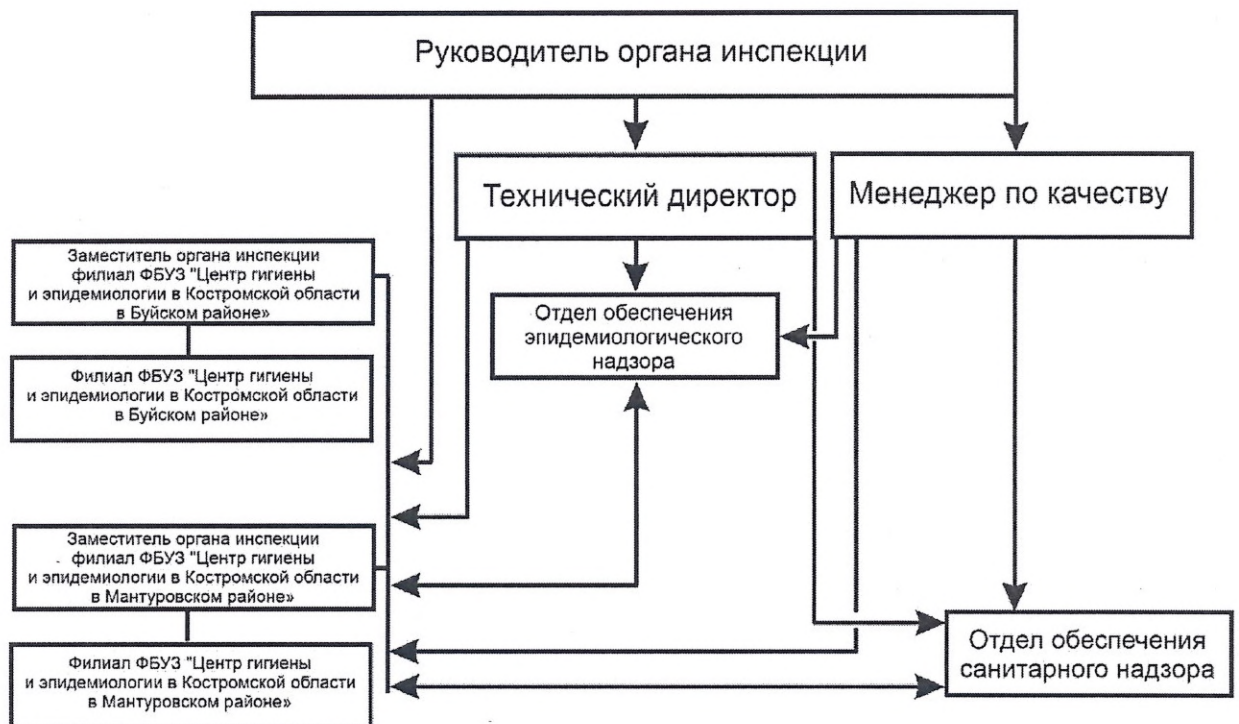 Руководитель органа инспекции
Технический директор
Менеджер по качеству
Заместитель органа инспекции
филиал ФБУЗ "Центр гигиены
и эпидемиологии в Костромской области
в Буйском районе»
Филиал ФБУЗ "Центр гигиены
и эпидемиологии в Костромской области
в Буйском районе»
Отдел обеспечения
эпидемиологического
надзора
Заместитель органа инспекции
филиал ФБУЗ "Центр гигиены
и эпидемиологии в Костромской области
в Мантуровском районе»
Филиал ФБУЗ "Центр гигиены
и эпидемиологии в Костромской области
в Мантуровском районе»
Отдел обеспечения
санитарного надзора